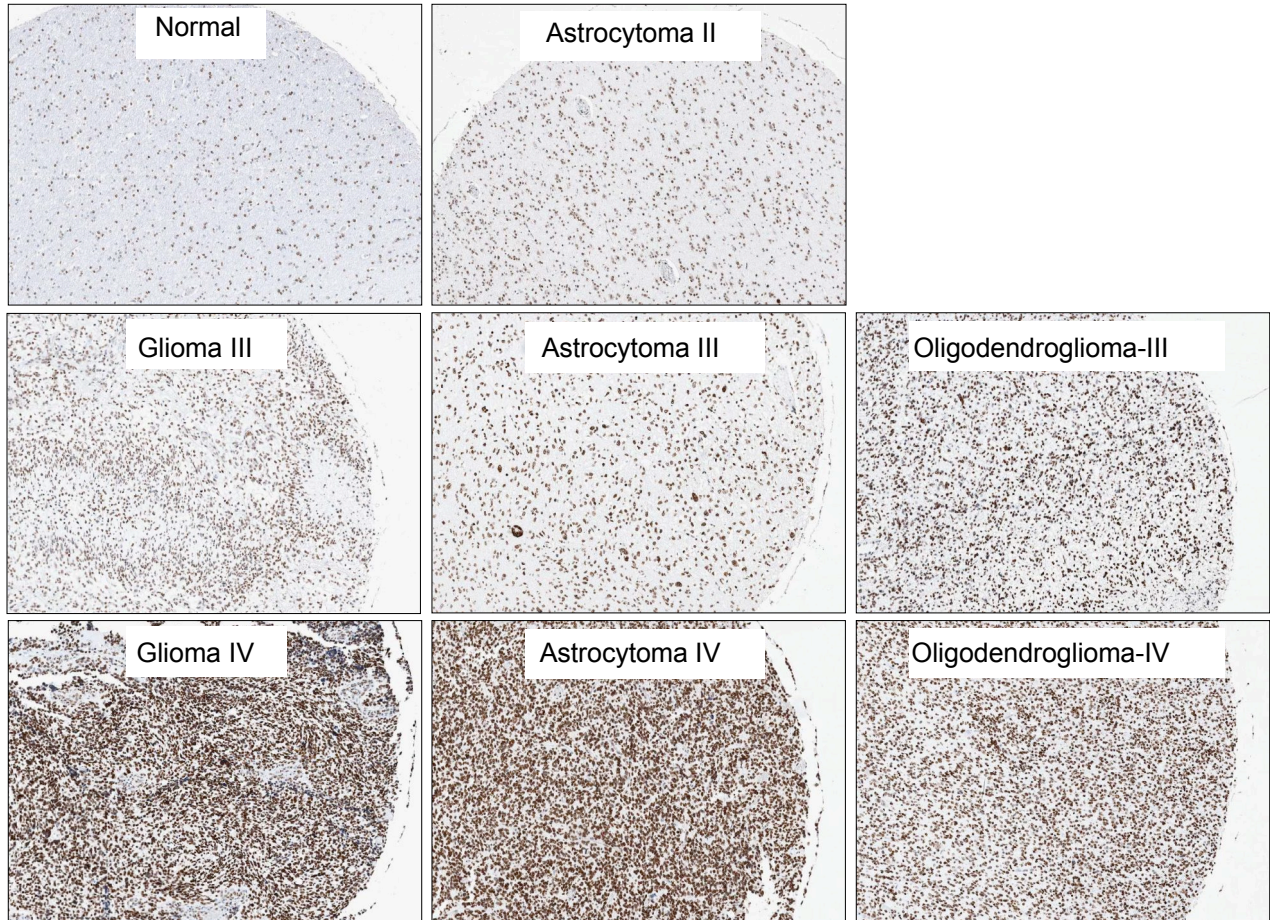 Normal
Astrocytoma II
Glioma III
Astrocytoma III
Oligodendroglioma-III
Glioma IV
Astrocytoma IV
Oligodendroglioma-IV